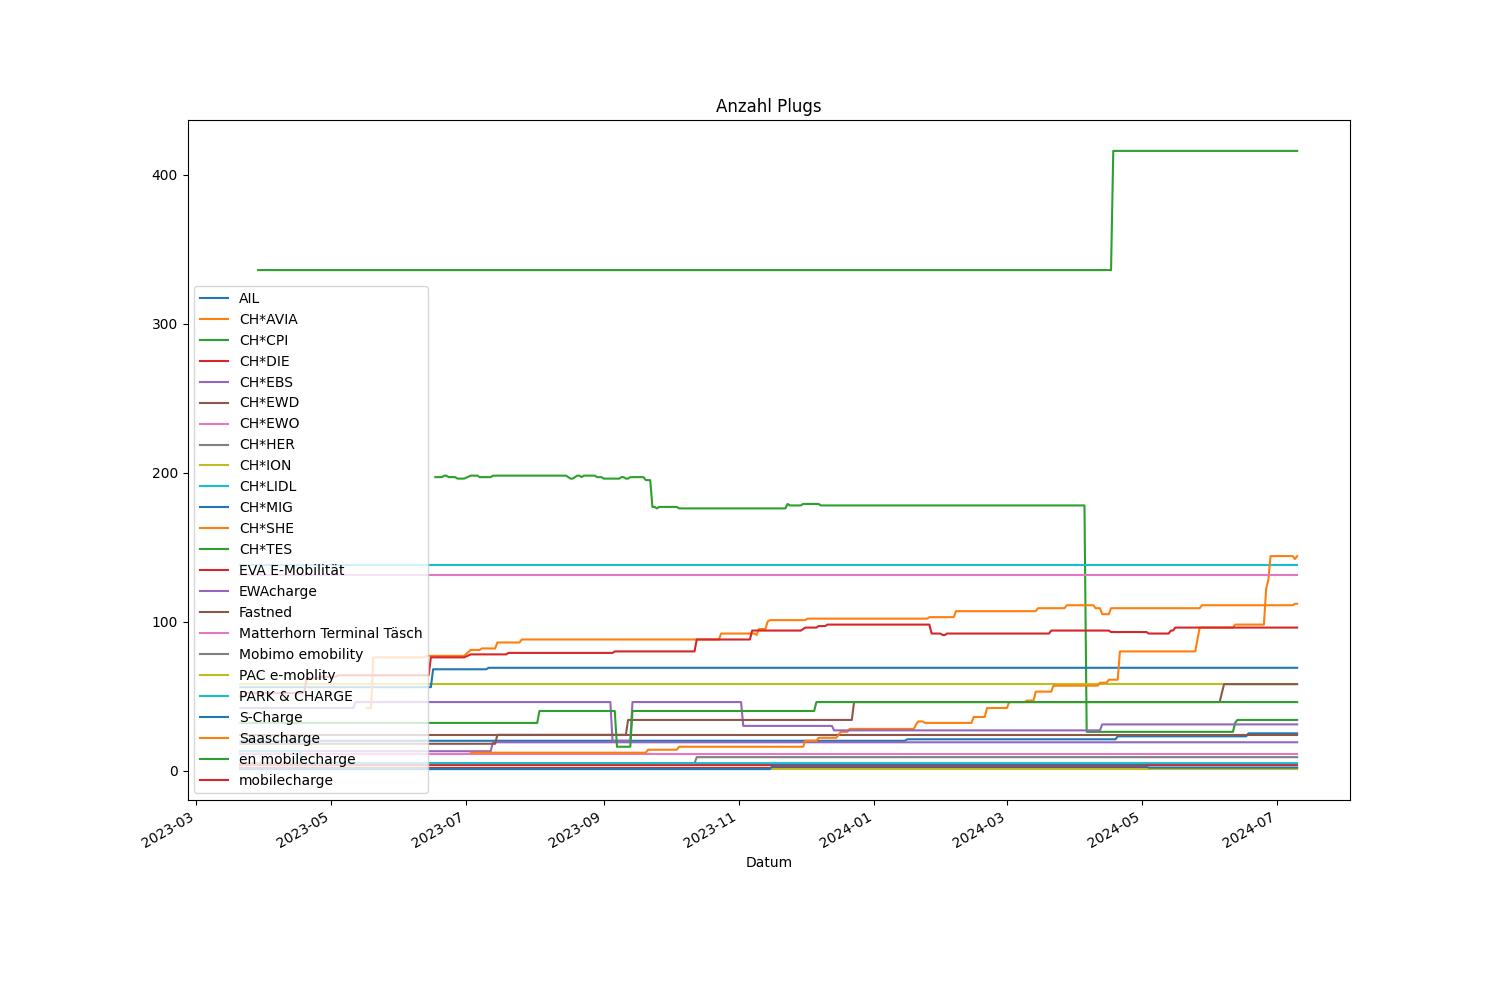 Anzahl Plugs
400
300
200
100
0
AIL
CH*AVIA
CH*CPI
CH*DIE
CH*EBS
CH*EWD
CH*EWO
CH*HER
CH*ION
CH*LIDL
CH*MIG
CH*SHE
CH*TES
EVA E-Mobilität
EWAcharge
Fastned
Matterhorn Terminal Täsch
Mobimo emobility
PAC e-moblity
PARK & CHARGE
S-Charge
Saascharge
en mobilecharge
mobilecharge
2023-03
2023-05
2023-07
2023-09
2023-11
2024-01
2024-03
2024-05
2024-07
Datum